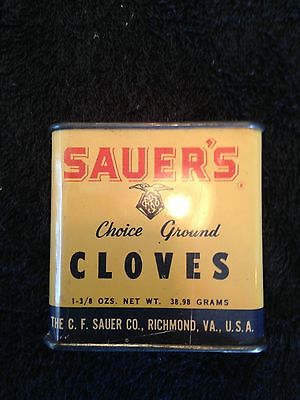 SAUER'S
Choice Ground
CLOVES
1-3/8 OZS. NET WT. 38.98 GRAMS
THE C. F. SAUER CO., RICHMOND, VA., U.S.A.